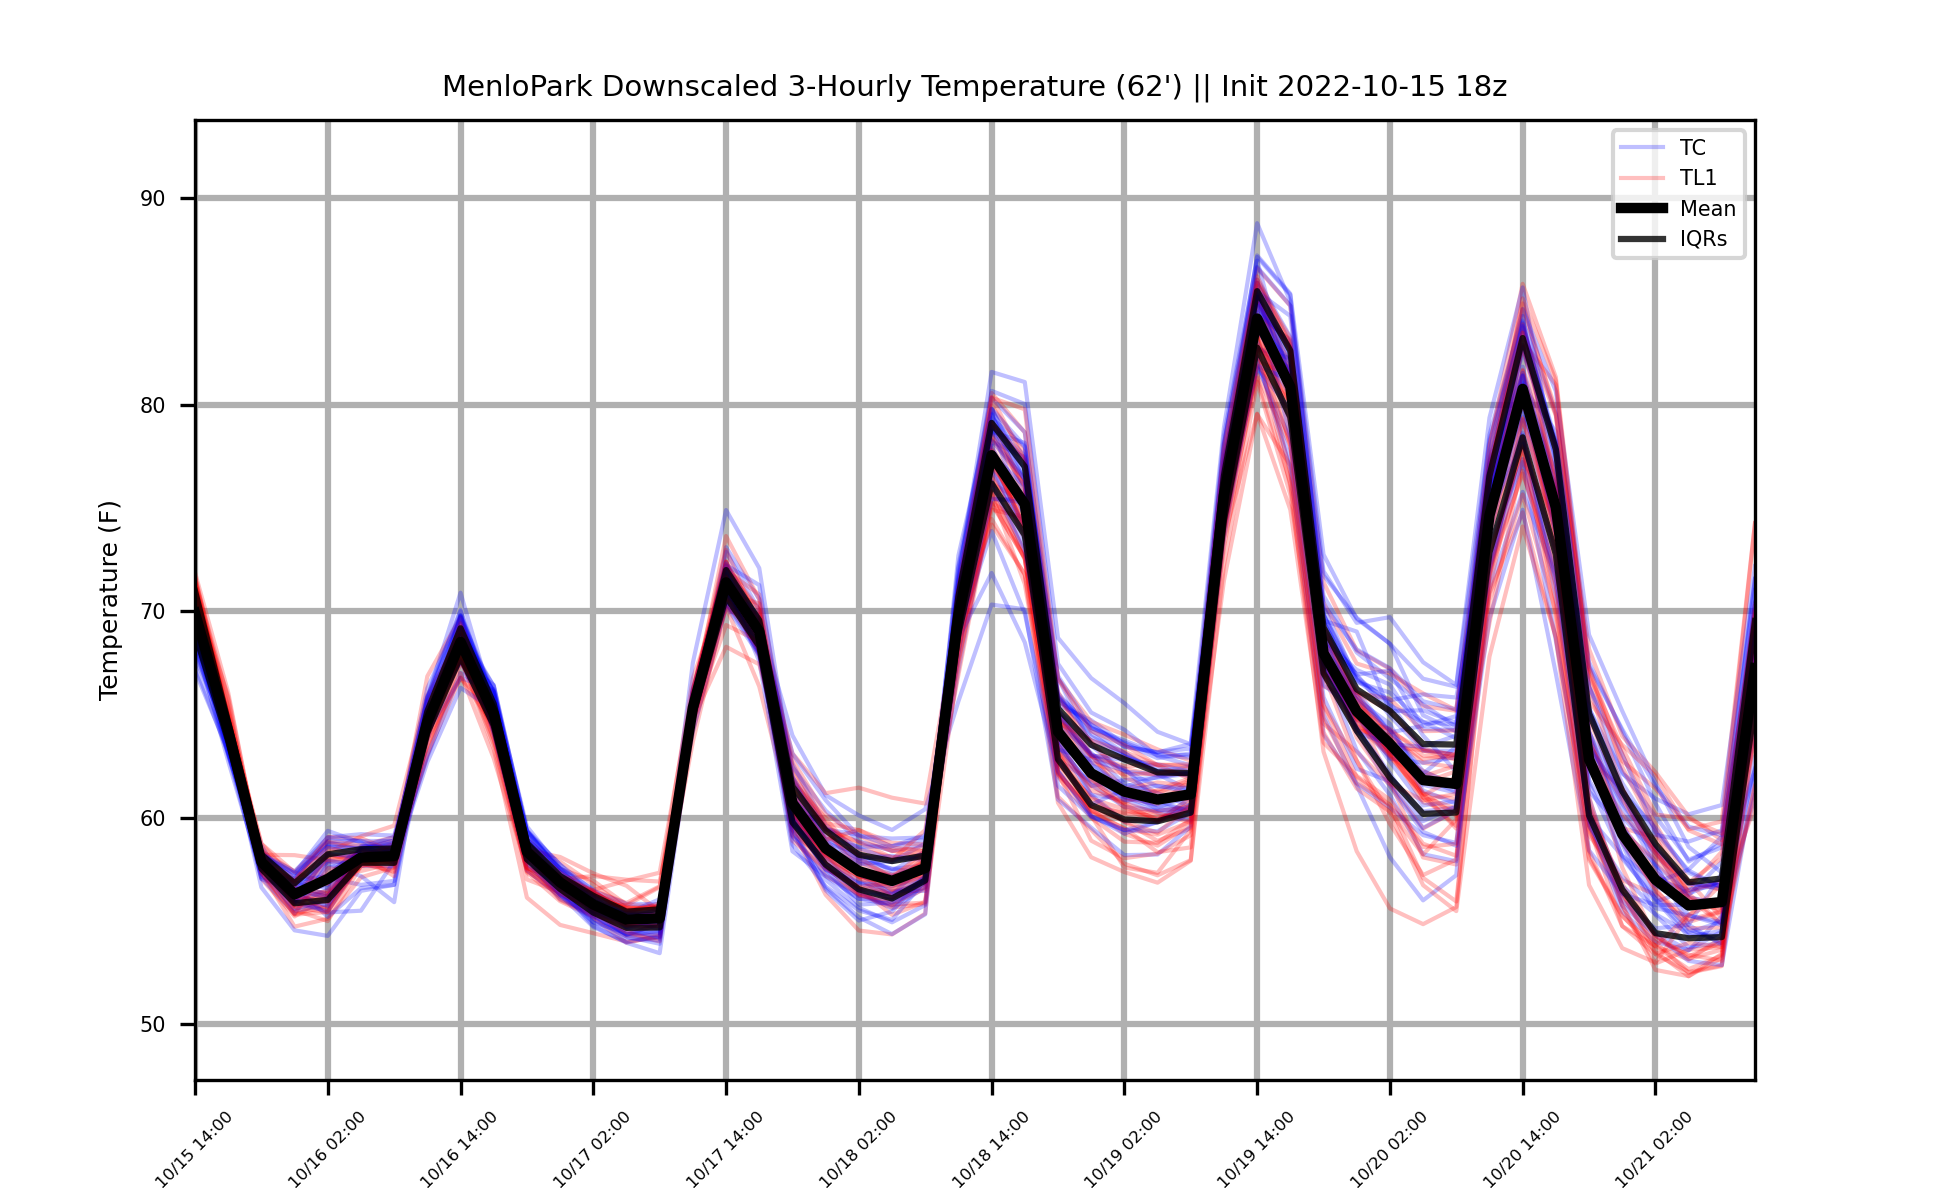 MenloPark Downscaled 3-Hourly Temperature (62') || Init 2022-10-15 18z
TC
TL1
Mean
IQRs
Temperature (F)
90
80
70
60
50
10/15 14:00
10/16 02:00
10/16 14:00
10/17 02:00
10/17 14:00
10/18 02:00
10/18 14:00
10/19 02:00
10/19 14:00
10/20 02:00
10/20 14:00
10/21 02:00